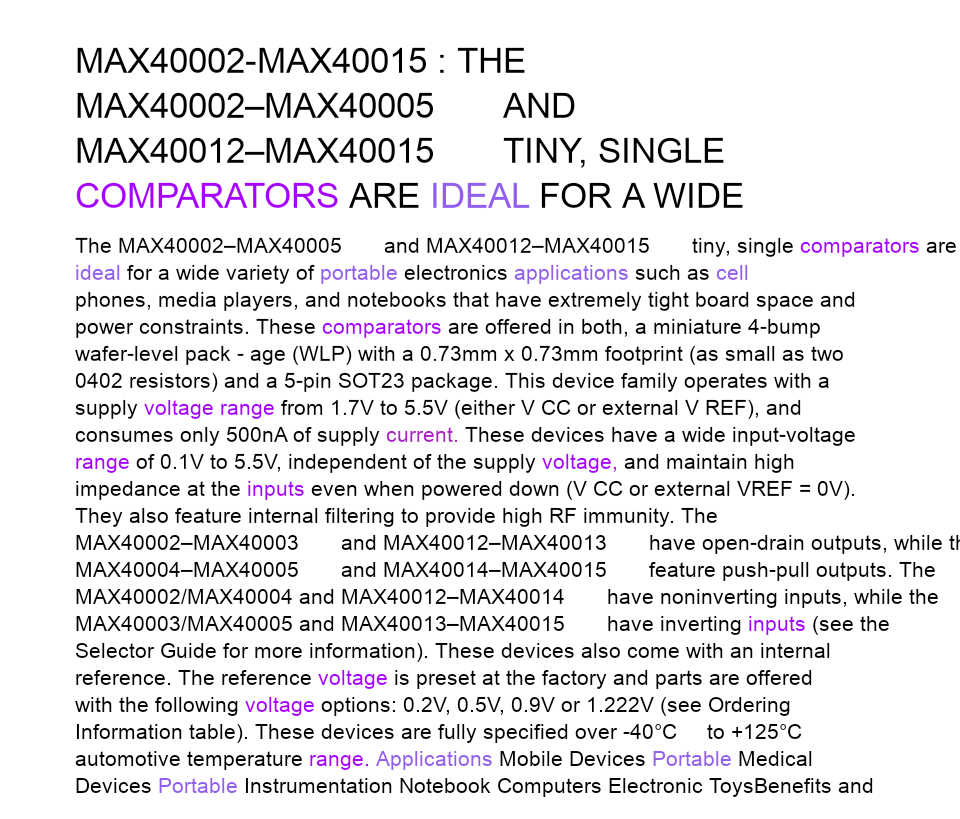 MAX40002-MAX40015 : THE
MAX40002–MAX40005 AND
MAX40012–MAX40015 TINY, SINGLE
COMPARATORS ARE IDEAL FOR A WIDE
The MAX40002–MAX40005 and MAX40012–MAX40015 tiny, single comparators are
ideal for a wide variety of portable electronics applications such as cell
phones, media players, and notebooks that have extremely tight board space and
power constraints. These comparators are offered in both, a miniature 4-bump
wafer-level pack - age (WLP) with a 0.73mm x 0.73mm footprint (as small as two
0402 resistors) and a 5-pin SOT23 package. This device family operates with a
supply voltage range from 1.7V to 5.5V (either V CC or external V REF), and
consumes only 500nA of supply current. These devices have a wide input-voltage
range of 0.1V to 5.5V, independent of the supply voltage, and maintain high
impedance at the inputs even when powered down (V CC or external VREF = 0V).
They also feature internal filtering to provide high RF immunity. The
MAX40002–MAX40003 and MAX40012–MAX40013 have open-drain outputs, while
MAX40004–MAX40005 and MAX40014–MAX40015 feature push-pull outputs. The
MAX40002/MAX40004 and MAX40012–MAX40014 have noninverting inputs, while the
MAX40003/MAX40005 and MAX40013–MAX40015 have inverting inputs (see the
Selector Guide for more information). These devices also come with an internal
reference. The reference voltage is preset at the factory and parts are offered
with the following voltage options: 0.2V, 0.5V, 0.9V or 1.222V (see Ordering
Information table). These devices are fully specified over -40°C to +125°C
automotive temperature range. Applications Mobile Devices Portable Medical
Devices Portable Instrumentation Notebook Computers Electronic ToysBenefits and